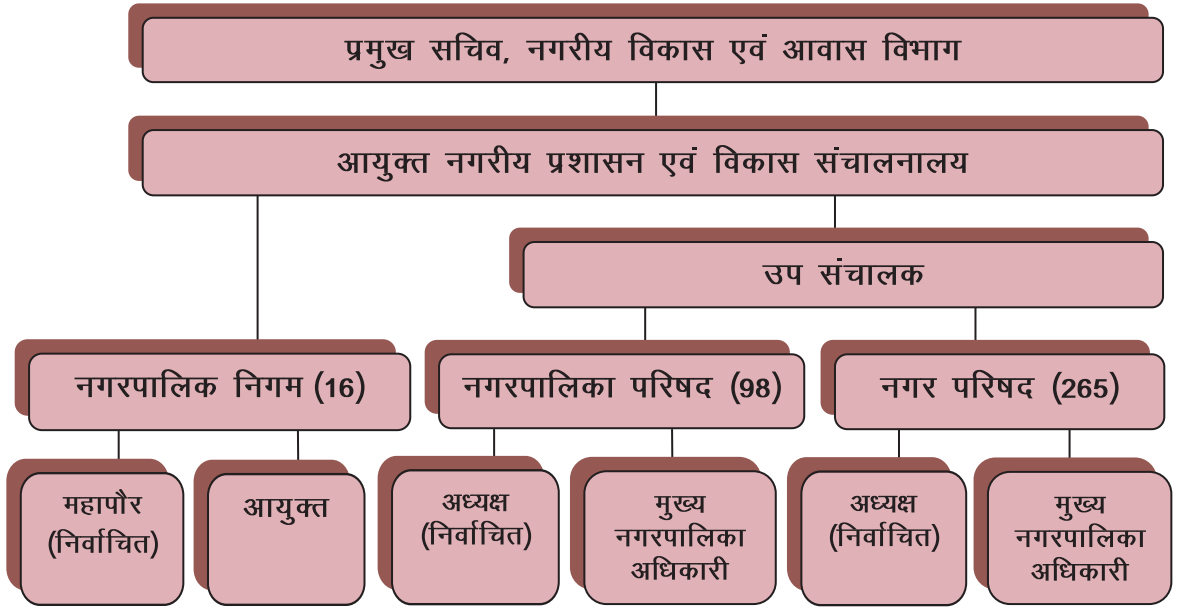 प्रमुख सचिव, नगरीय विकास एवं आवास विभाग
आयुक्त नगरीय प्रशासन एवं विकास संचालनालय
उप संचालक
नगरपालिक निगम (16)
नगरपालिका परिषद (98)
नगर परिषद (265)
महापौर
(निर्वाचित)
आयुक्त
अध्यक्ष
(निर्वाचित)
मुख्य
नगरपालिका
अधिकारी
अध्यक्ष
(निर्वाचित)
मुख्य
नगरपालिका
अधिकारी